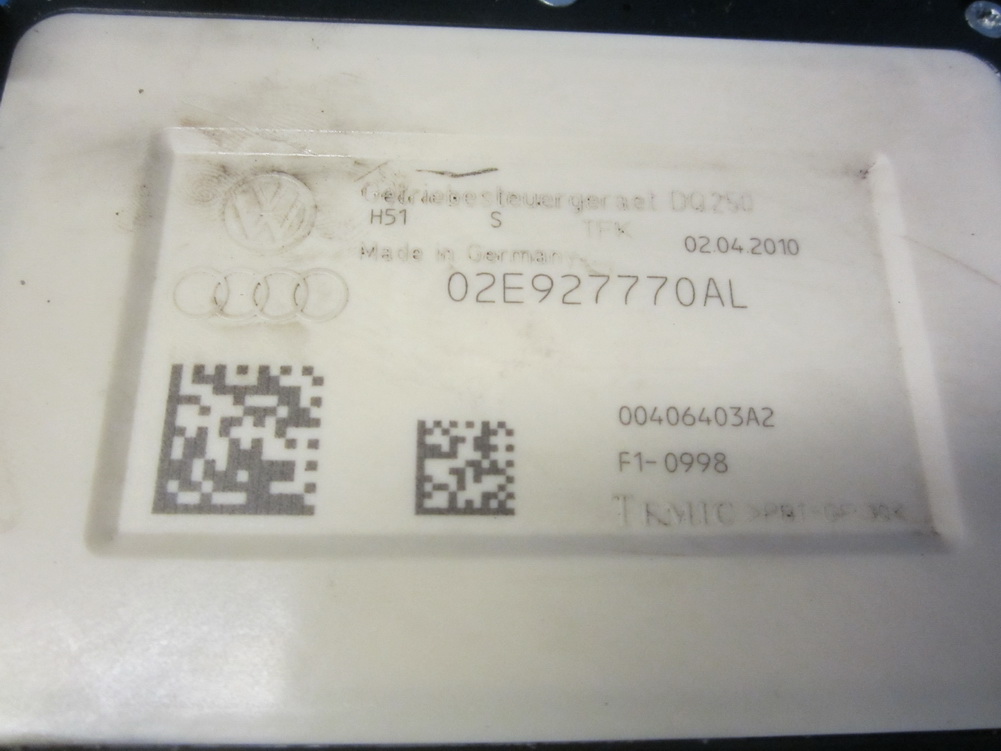 Getriebesteuergeraet DQ250
H51 S TFK
02.04.2010
Made in Germany
02E927770AL
00406403A2
F1-0998
TEMIC